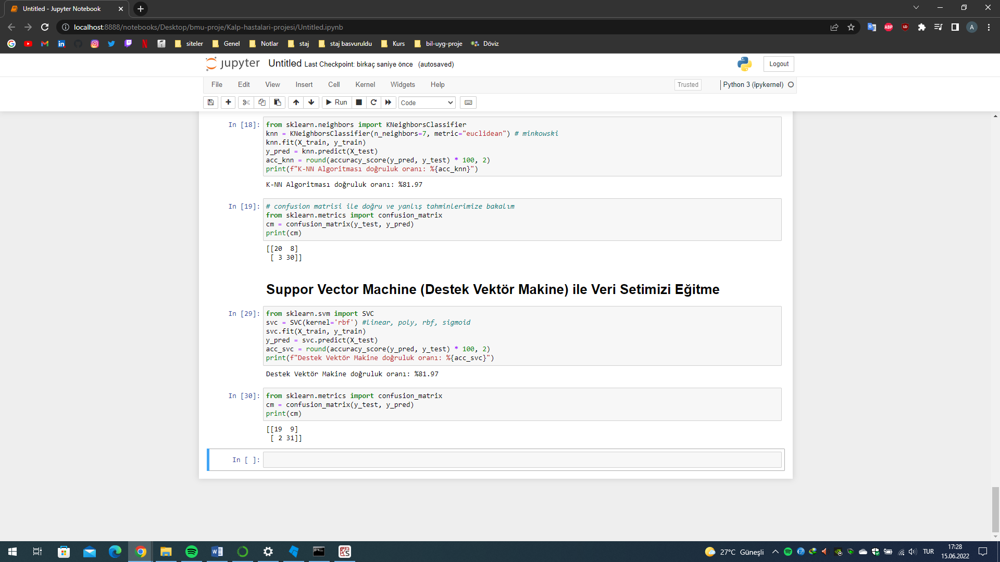 Untitled - Jupyter Notebook
localhost:8888/notebooks/Desktop/bmu-proje/Kalp-hastalari-projesi/Untitled.ipynb
ABP
A
siteler
Genel
Notlar
staj
staj basvuruldu
Kurs
bil-uyg-proje
Döviz
jupyter Untitled Last Checkpoint: birkaç saniye önce (autosaved)
Logout
File Edit View Insert Cell Kernel Widgets Help
Trusted
Python 3 (ipykernel)
Run
Code
In [18]: from sklearn.neighbors import KNeighborsClassifier
knn = KNeighborsClassifier(n_neighbors=7, metric="euclidean") # minkowski
knn.fit(X_train, y_train)
y_pred = knn.predict(X_test)
acc_knn = round(accuracy_score(y_pred, y_test) * 100, 2)
print(f"K-NN Algoritması doğruluk oranı: %{acc_knn}")
K-NN Algoritması doğruluk oranı: %81.97
In [19]: # confusion matrisi ile doğru ve yanlış tahminlerimize bakalım
from sklearn.metrics import confusion_matrix
cm = confusion_matrix(y_test, y_pred)
print(cm)
[[20  8]
 [ 3 30]]
Suppor Vector Machine (Destek Vektör Makine) ile Veri Setimizi Eğitme
In [29]: from sklearn.svm import SVC
svc = SVC(kernel='rbf') #linear, poly, rbf, sigmoid
svc.fit(X_train, y_train)
y_pred = svc.predict(X_test)
acc_svc = round(accuracy_score(y_pred, y_test) * 100, 2)
print(f"Destek Vektör Makine doğruluk oranı: %{acc_svc}")
Destek Vektör Makine doğruluk oranı: %81.97
In [30]: from sklearn.metrics import confusion_matrix
cm = confusion_matrix(y_test, y_pred)
print(cm)
[[19  9]
 [ 2 31]]
In [ ]:
27°C Güneşli
TUR
17:28
15.06.2022